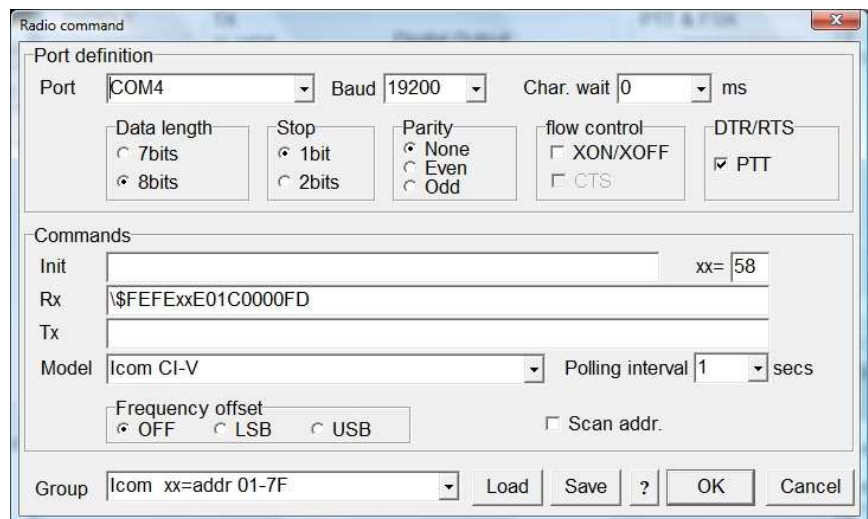 Radio command
Port definition
Port COM4 Baud 19200 Char. wait 0 ms
Data length Stop Parity flow control DTR/RTS
7bits 1bit None XON/XOFF PTT
8bits 2bits Even CTS
Odd
Commands
Init xx= 58
Rx \$FEFExxE01C0000FD
Tx
Model Icom CI-V Polling interval 1 secs
Frequency offset
OFF LSB USB Scan addr.
Group Icom xx=addr 01-7F Load Save ? OK Cancel